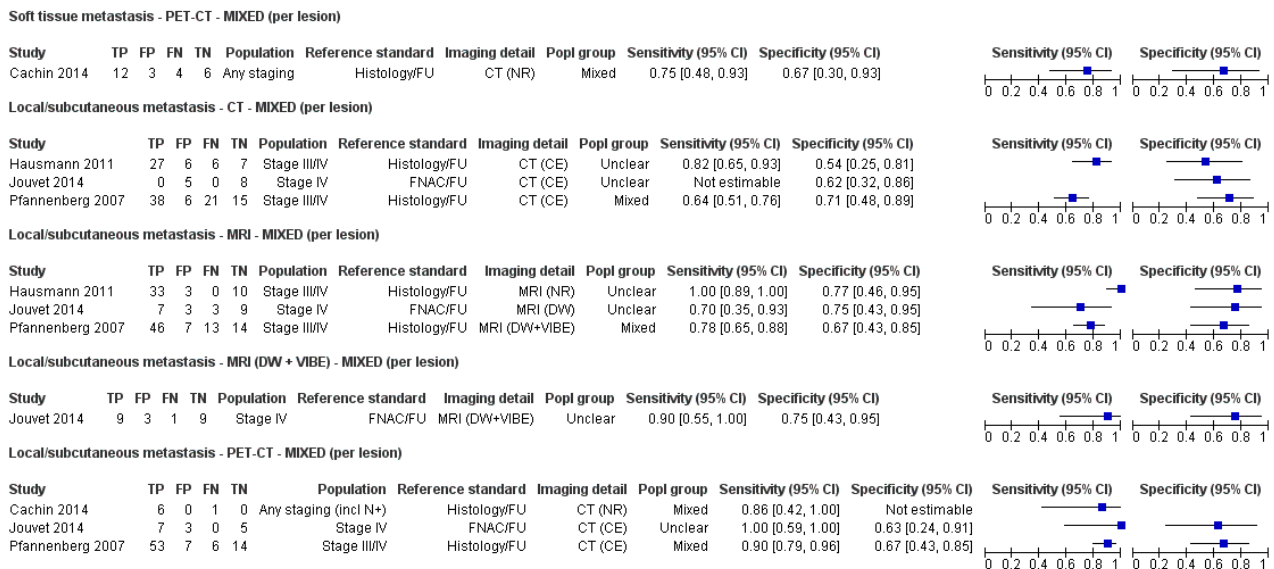 Soft tissue metastasis - PET-CT - MIXED (per lesion)
Study TP FP FN TN Population Reference standard Imaging detail Popl group Sensitivity (95% CI) Specificity (95% CI) Sensitivity (95% CI) Specificity (95% CI)
Cachin 2014 12 3 4 6 Any staging Histology/FU CT (NR) Mixed 0.75 [0.48, 0.93] 0.67 [0.30, 0.93]
0 0.2 0.4 0.6 0.8 1 0 0.2 0.4 0.6 0.8 1
Local/subcutaneous metastasis - CT - MIXED (per lesion)
Study TP FP FN TN Population Reference standard Imaging detail Popl group Sensitivity (95% CI) Specificity (95% CI) Sensitivity (95% CI) Specificity (95% CI)
Hausmann 2011 27 6 6 7 Stage III/IV Histology/FU CT (CE) Unclear 0.82 [0.65, 0.93] 0.54 [0.25, 0.81]
Jouvet 2014 0 5 0 8 Stage IV FNAC/FU CT (CE) Unclear Not estimable 0.62 [0.32, 0.86]
Pfannenberg 2007 38 6 21 15 Stage III/IV Histology/FU CT (CE) Mixed 0.64 [0.51, 0.76] 0.71 [0.48, 0.89]
0 0.2 0.4 0.6 0.8 1 0 0.2 0.4 0.6 0.8 1
Local/subcutaneous metastasis - MRI - MIXED (per lesion)
Study TP FP FN TN Population Reference standard Imaging detail Popl group Sensitivity (95% CI) Specificity (95% CI) Sensitivity (95% CI) Specificity (95% CI)
Hausmann 2011 33 3 0 10 Stage III/IV Histology/FU MRI (NR) Unclear 1.00 [0.89, 1.00] 0.77 [0.46, 0.95]
Jouvet 2014 7 3 3 9 Stage IV FNAC/FU MRI (DW) Unclear 0.70 [0.35, 0.93] 0.75 [0.43, 0.95]
Pfannenberg 2007 46 7 13 14 Stage III/IV Histology/FU MRI (DW+VIBE) Mixed 0.78 [0.65, 0.88] 0.67 [0.43, 0.85]
0 0.2 0.4 0.6 0.8 1 0 0.2 0.4 0.6 0.8 1
Local/subcutaneous metastasis - MRI (DW + VIBE) - MIXED (per lesion)
Study TP FP FN TN Population Reference standard Imaging detail Popl group Sensitivity (95% CI) Specificity (95% CI) Sensitivity (95% CI) Specificity (95% CI)
Jouvet 2014 9 3 1 9 Stage IV FNAC/FU MRI (DW+VIBE) Unclear 0.90 [0.55, 1.00] 0.75 [0.43, 0.95]
0 0.2 0.4 0.6 0.8 1 0 0.2 0.4 0.6 0.8 1
Local/subcutaneous metastasis - PET-CT - MIXED (per lesion)
Study TP FP FN TN Population Reference standard Imaging detail Popl group Sensitivity (95% CI) Specificity (95% CI) Sensitivity (95% CI) Specificity (95% CI)
Cachin 2014 6 0 1 0 Any staging (incl N+) Histology/FU CT (NR) Mixed 0.86 [0.42, 1.00] Not estimable
Jouvet 2014 7 3 0 5 Stage IV FNAC/FU CT (CE) Unclear 1.00 [0.59, 1.00] 0.63 [0.24, 0.91]
Pfannenberg 2007 53 7 6 14 Stage III/IV Histology/FU CT (CE) Mixed 0.90 [0.79, 0.96] 0.67 [0.43, 0.85]
0 0.2 0.4 0.6 0.8 1 0 0.2 0.4 0.6 0.8 1